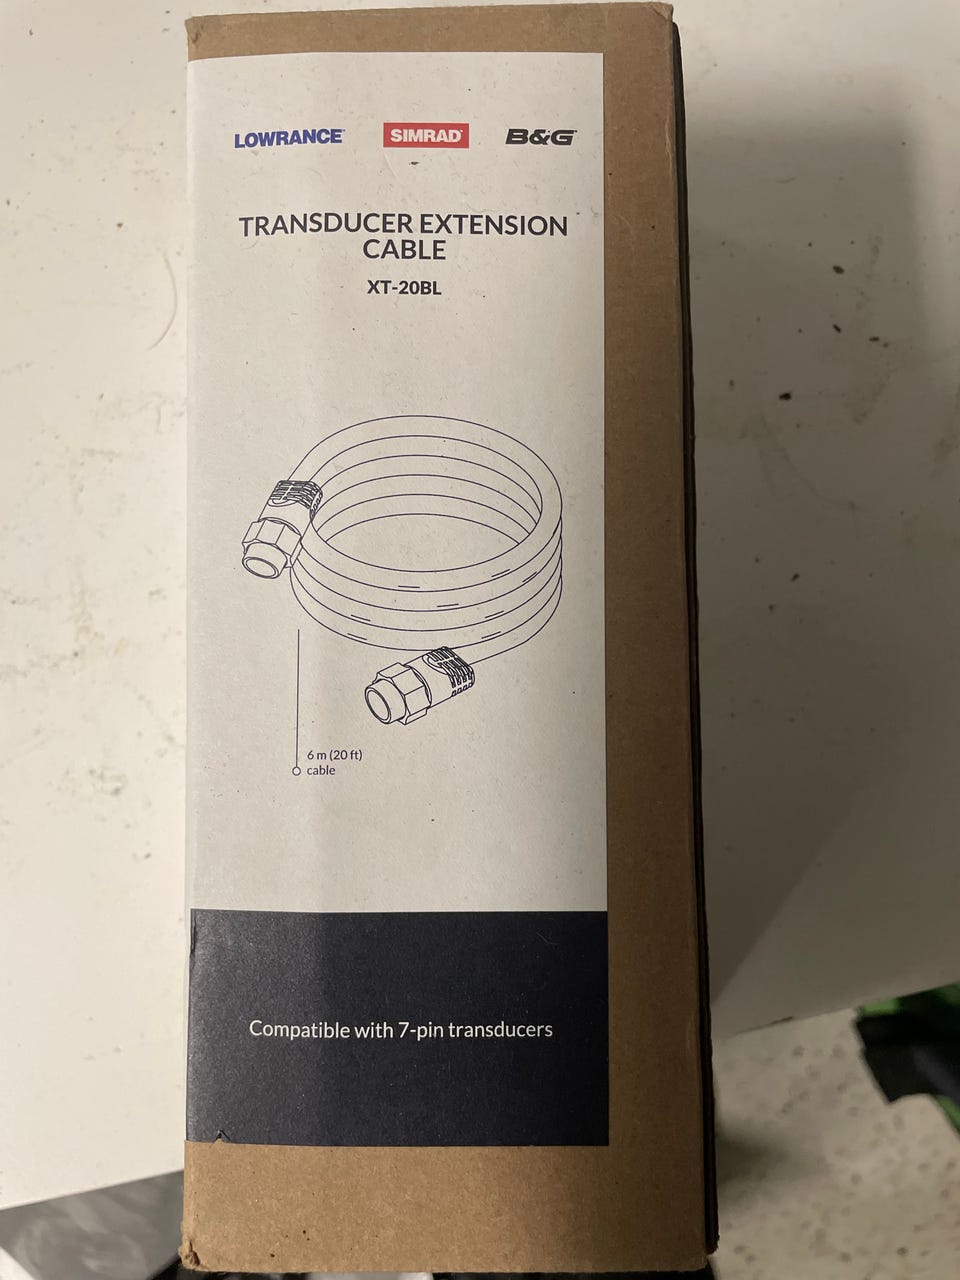 LOWRANCE SIMRAD B&G
TRANSDUCER EXTENSION
CABLE
XT-20BL
6 m (20 ft)
cable
Compatible with 7-pin transducers